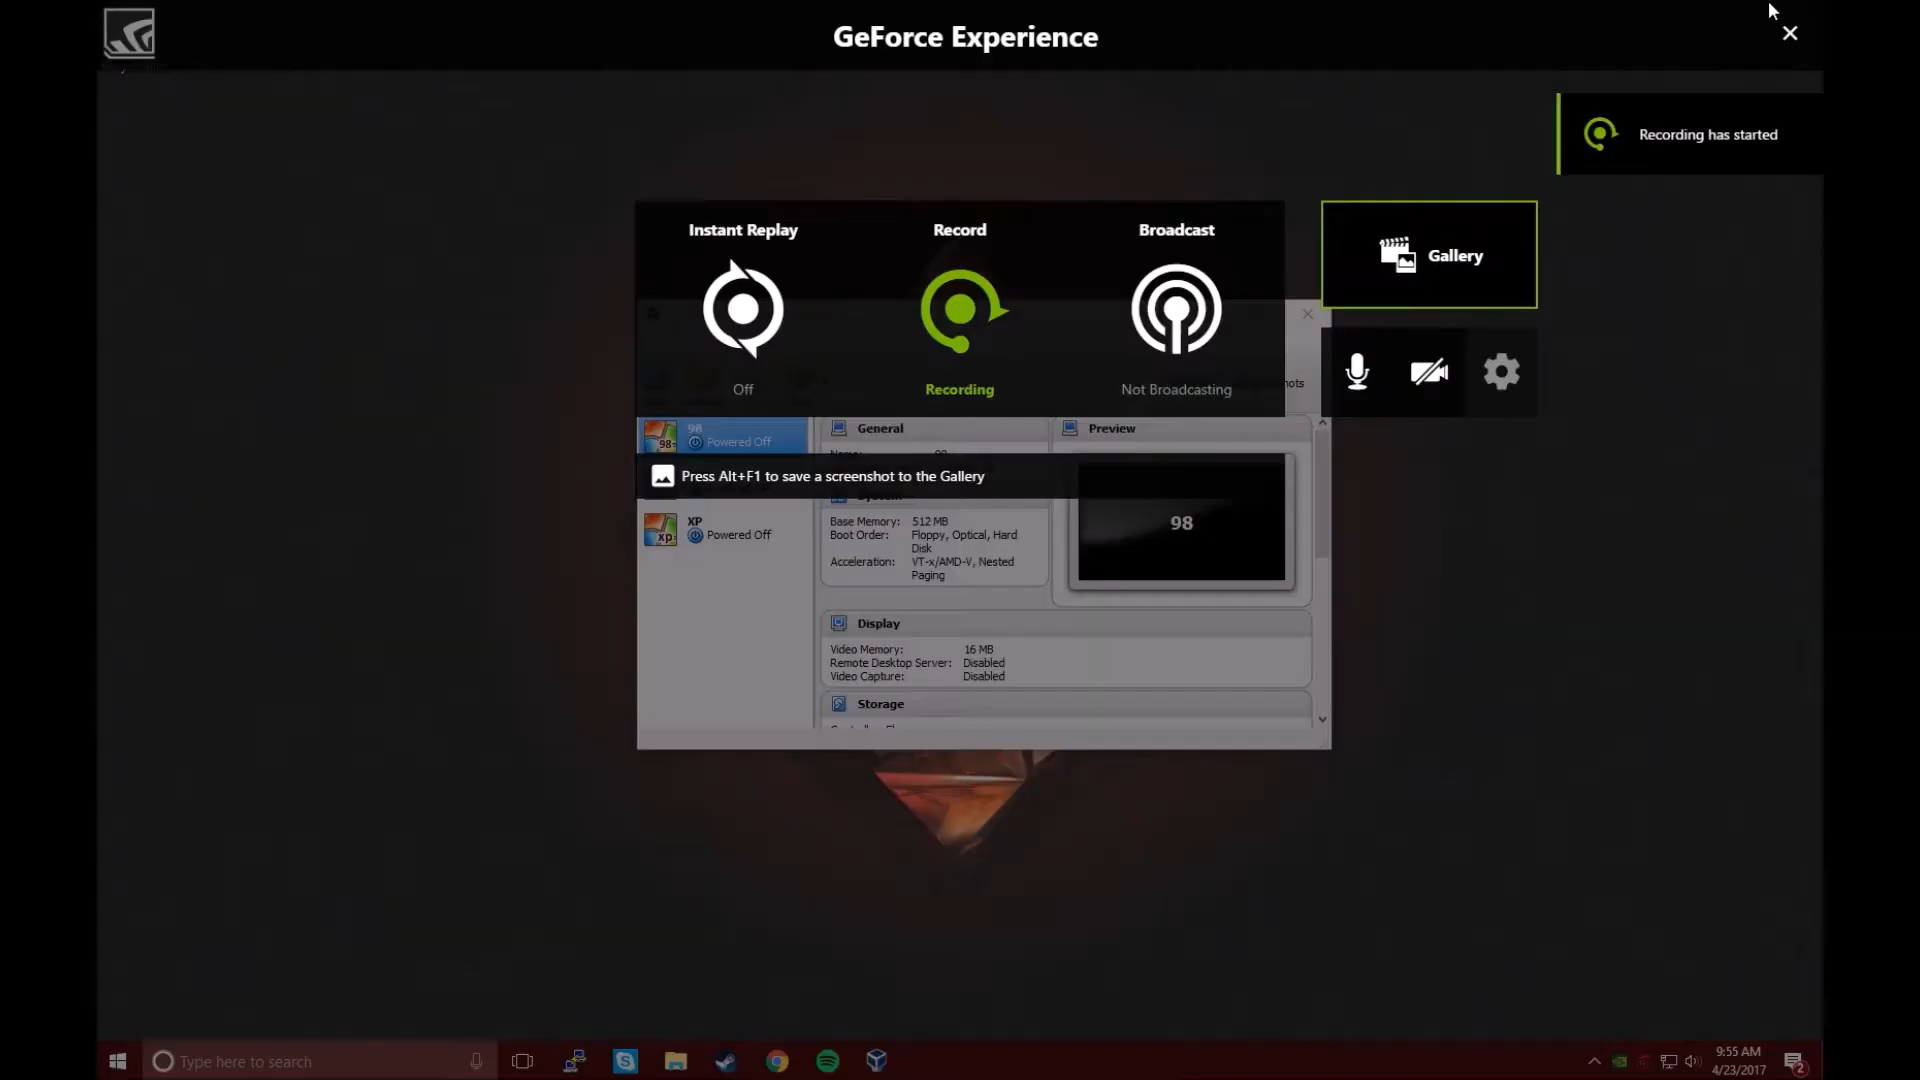 GeForce Experience
Recording has started
Instant Replay
Record
Broadcast
Gallery
Off
Recording
Not Broadcasting
98
Powered Off
General
Preview
Press Alt+F1 to save a screenshot to the Gallery
98
XP
Powered Off
Base Memory: 512 MB
Boot Order: Floppy, Optical, Hard
Disk
Acceleration: VT-x/AMD-V, Nested
Paging
Display
Video Memory: 16 MB
Remote Desktop Server: Disabled
Video Capture: Disabled
Storage
Type here to search
9:55 AM
4/23/2017
2